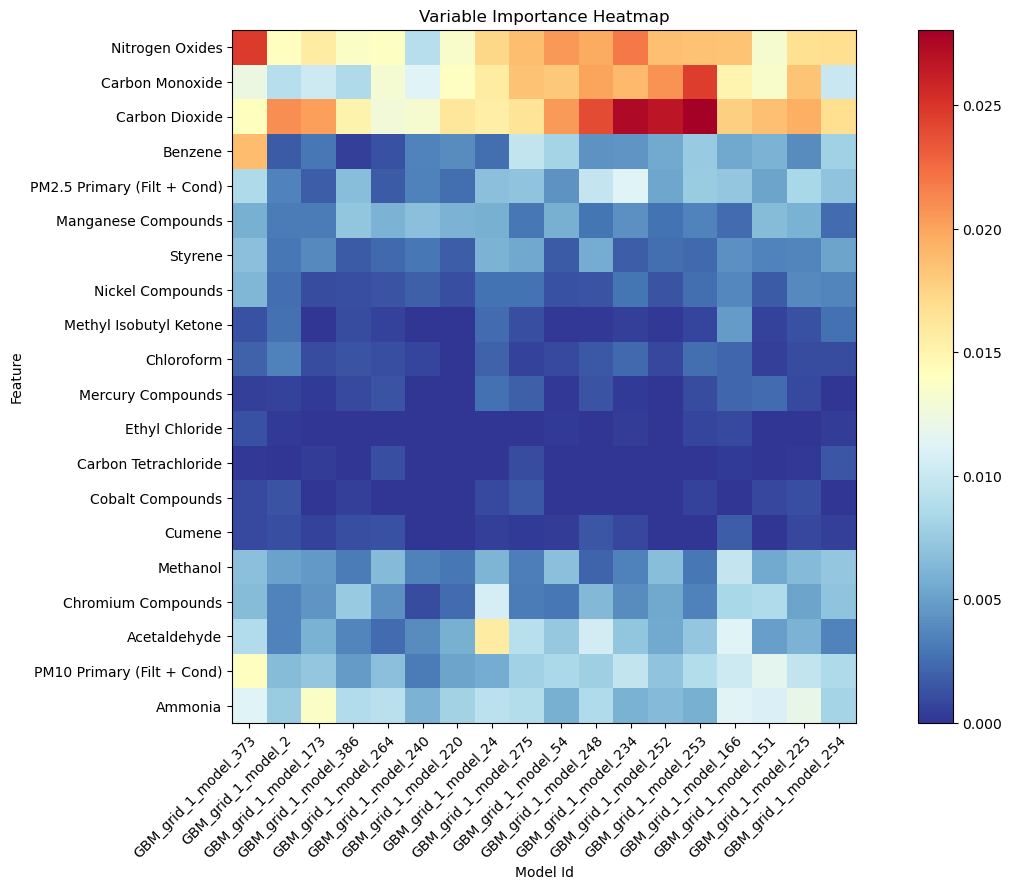 Variable Importance Heatmap
Nitrogen Oxides
Carbon Monoxide
Carbon Dioxide
Benzene
PM2.5 Primary (Filt + Cond)
Manganese Compounds
Styrene
Nickel Compounds
Methyl Isobutyl Ketone
Chloroform
Mercury Compounds
Ethyl Chloride
Carbon Tetrachloride
Cobalt Compounds
Cumene
Methanol
Chromium Compounds
Acetaldehyde
PM10 Primary (Filt + Cond)
Ammonia
Feature
GBM_grid_1_model_373
GBM_grid_1_model_2
GBM_grid_1_model_173
GBM_grid_1_model_386
GBM_grid_1_model_264
GBM_grid_1_model_240
GBM_grid_1_model_220
GBM_grid_1_model_24
GBM_grid_1_model_275
GBM_grid_1_model_54
GBM_grid_1_model_248
GBM_grid_1_model_234
GBM_grid_1_model_252
GBM_grid_1_model_253
GBM_grid_1_model_166
GBM_grid_1_model_151
GBM_grid_1_model_225
GBM_grid_1_model_254
Model Id
0.025
0.020
0.015
0.010
0.005
0.000